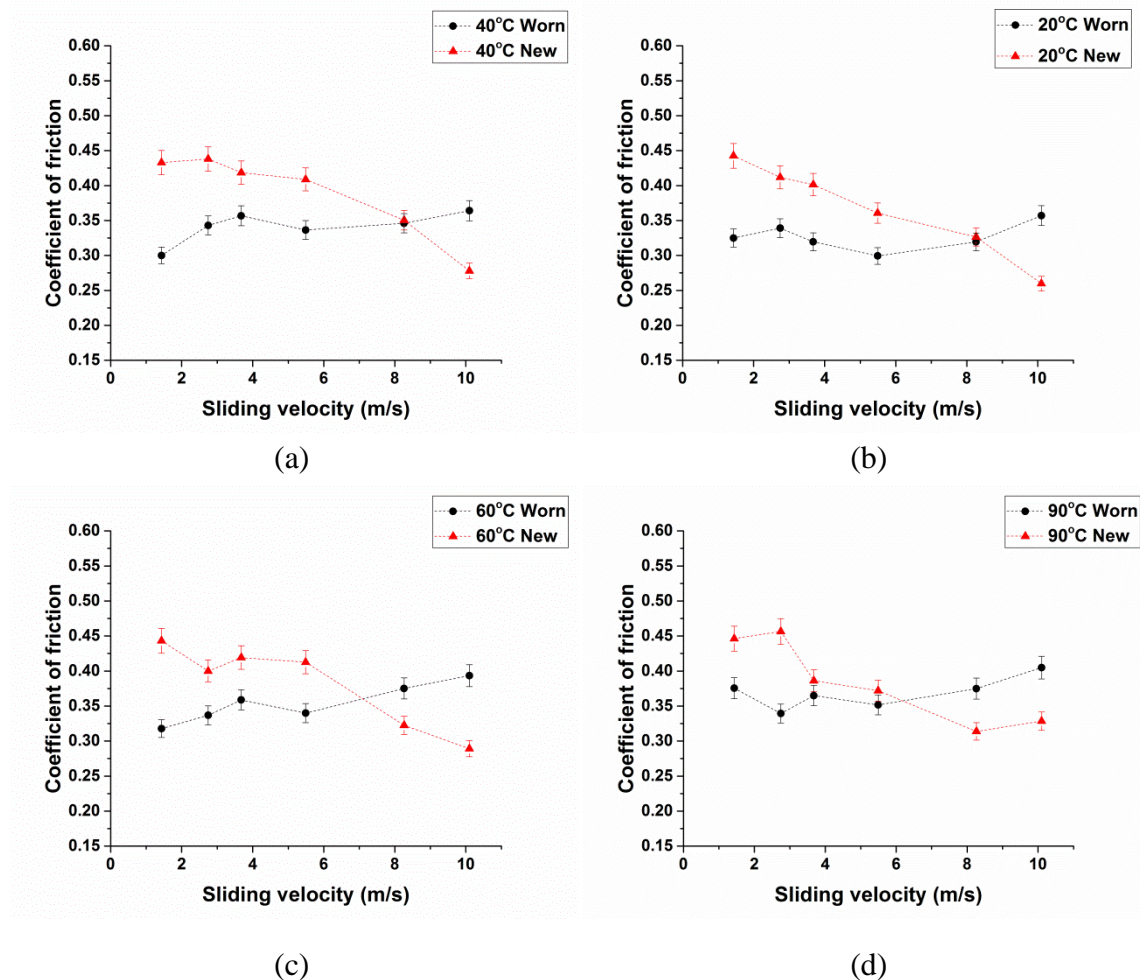 40°C Worn
40°C New
0.60
0.55
0.50
0.45
0.40
0.35
0.30
0.25
0.20
0.15
Coefficient of friction
0 2 4 6 8 10
Sliding velocity (m/s)
(a)
20°C Worn
20°C New
0.60
0.55
0.50
0.45
0.40
0.35
0.30
0.25
0.20
0.15
Coefficient of friction
0 2 4 6 8 10
Sliding velocity (m/s)
(b)
60°C Worn
60°C New
0.60
0.55
0.50
0.45
0.40
0.35
0.30
0.25
0.20
0.15
Coefficient of friction
0 2 4 6 8 10
Sliding velocity (m/s)
(c)
90°C Worn
90°C New
0.60
0.55
0.50
0.45
0.40
0.35
0.30
0.25
0.20
0.15
Coefficient of friction
0 2 4 6 8 10
Sliding velocity (m/s)
(d)